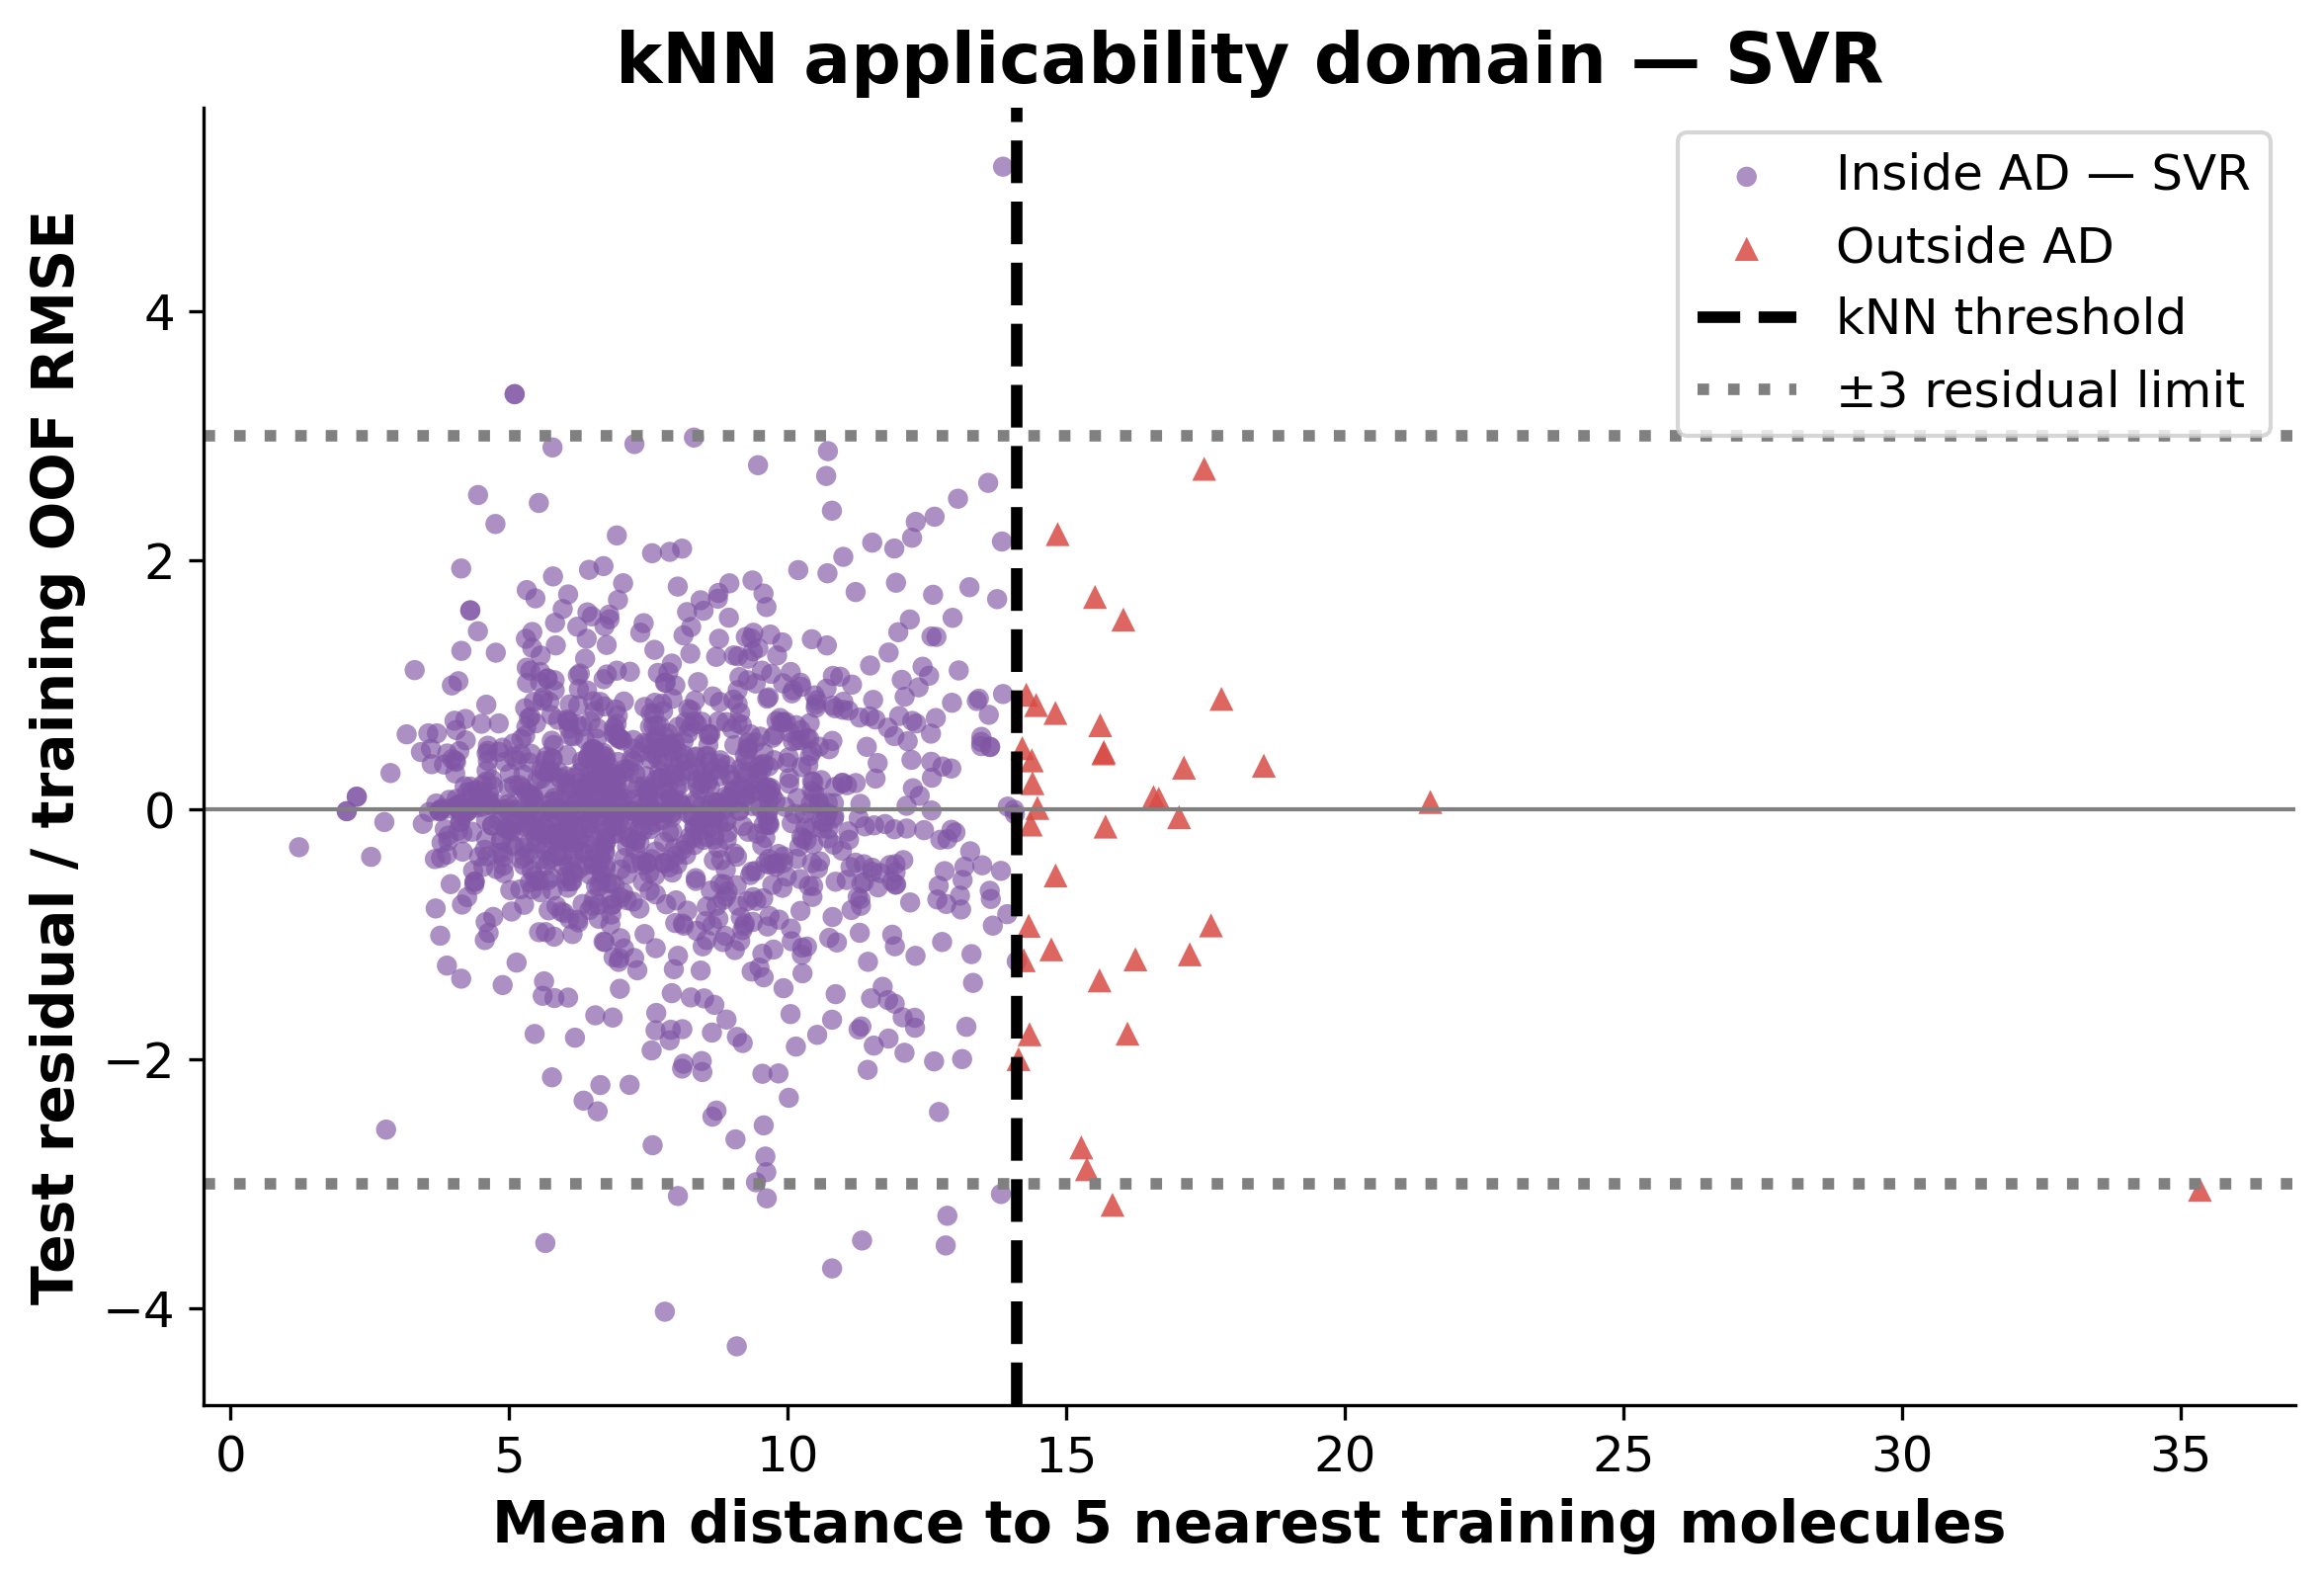 kNN applicability domain — SVR
Test residual / training OOF RMSE
4
2
0
−2
−4
Inside AD — SVR
Outside AD
kNN threshold
±3 residual limit
0 5 10 15 20 25 30 35
Mean distance to 5 nearest training molecules